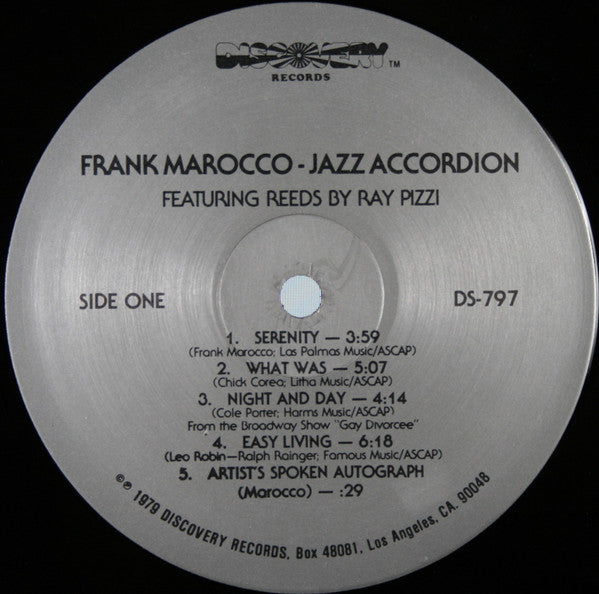 DISCOVERY TM
RECORDS
FRANK MAROCCO - JAZZ ACCORDION
FEATURING REEDS BY RAY PIZZI
SIDE ONE
DS-797
1. SERENITY — 3:59
(Frank Marocco; Las Palmas Music/ASCAP)
2. WHAT WAS — 5:07
(Chick Corea; Litha Music/ASCAP)
3. NIGHT AND DAY — 4:14
(Cole Porter; Harms Music/ASCAP)
From the Broadway Show "Gay Divorcee"
4. EASY LIVING — 6:18
(Leo Robin—Ralph Rainger; Famous Music/ASCAP)
5. ARTIST'S SPOKEN AUTOGRAPH
(Marocco) — :29
©℗ 1979 DISCOVERY RECORDS, Box 48081, Los Angeles, CA. 90048